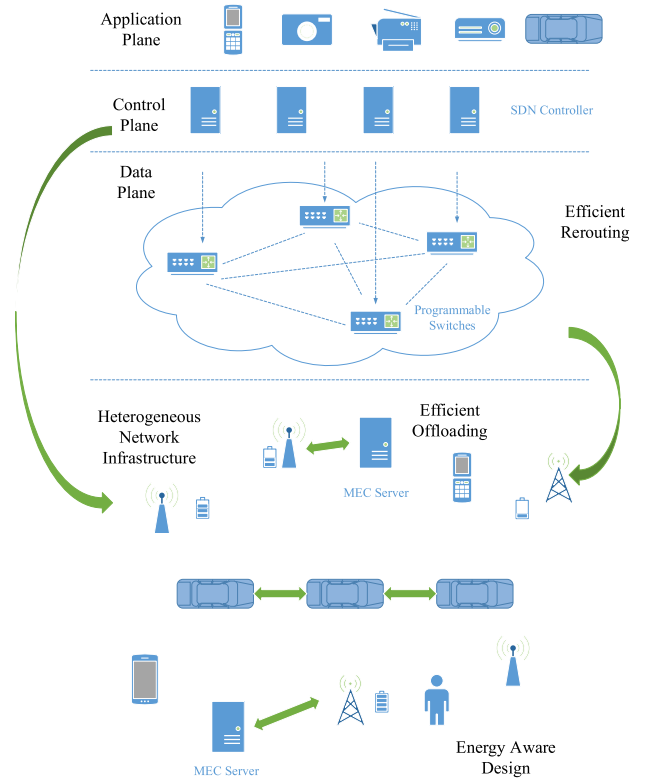 Application
Plane
Control
Plane
SDN Controller
Data
Plane
Efficient
Rerouting
Programmable
Switches
Heterogeneous
Network
Infrastructure
Efficient
Offloading
MEC Server
MEC Server
Energy Aware
Design